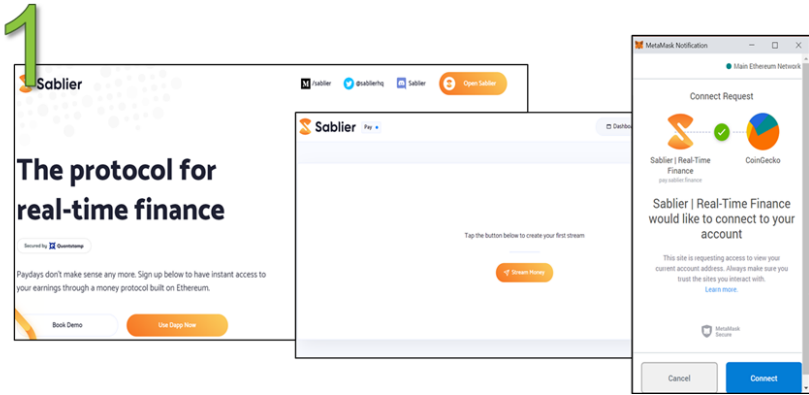 1
Sablier
/sablier
@sablierhq
Sablier
Open Sablier
The protocol for
real-time finance
Secured by Quantstamp
Paydays don't make sense any more. Sign up below to have instant access to
your earnings through a money protocol built on Ethereum.
Book Demo
Use Dapp Now
Sablier
Pay
Dashbo
Tap the button below to create your first stream
Stream Money
MetaMask Notification
Main Ethereum Network
Connect Request
Sablier | Real-Time
Finance
pay.sablier.finance
CoinGecko
Sablier | Real-Time Finance
would like to connect to your
account
This site is requesting access to view your
current account address. Always make sure you
trust the sites you interact with.
Learn more.
MetaMask
Secure
Cancel
Connect